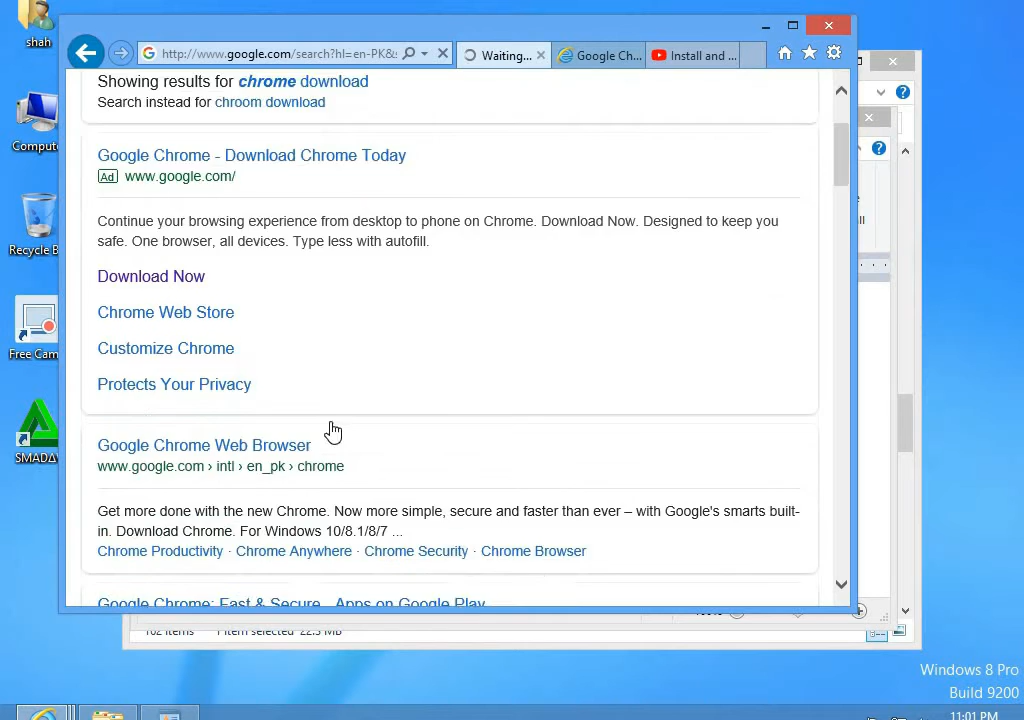 shah
Recycle B
Free Cam
http://www.google.com/search?hl=en-PK&s
Waiting...
Google Ch...
Install and ...
Showing results for chrome download
Search instead for chroom download
Google Chrome - Download Chrome Today
Ad www.google.com/
Continue your browsing experience from desktop to phone on Chrome. Download Now. Designed to keep you
safe. One browser, all devices. Type less with autofill.
Download Now
Chrome Web Store
Customize Chrome
Protects Your Privacy
Google Chrome Web Browser
www.google.com › intl › en_pk › chrome
Get more done with the new Chrome. Now more simple, secure and faster than ever – with Google's smarts built-
in. Download Chrome. For Windows 10/8.1/8/7 ...
Chrome Productivity · Chrome Anywhere · Chrome Security · Chrome Browser
Google Chrome: Fast & Secure - Apps on Google Play
102 items 1 item selected 22.3 MB
Windows 8 Pro
Build 9200
11:01 PM